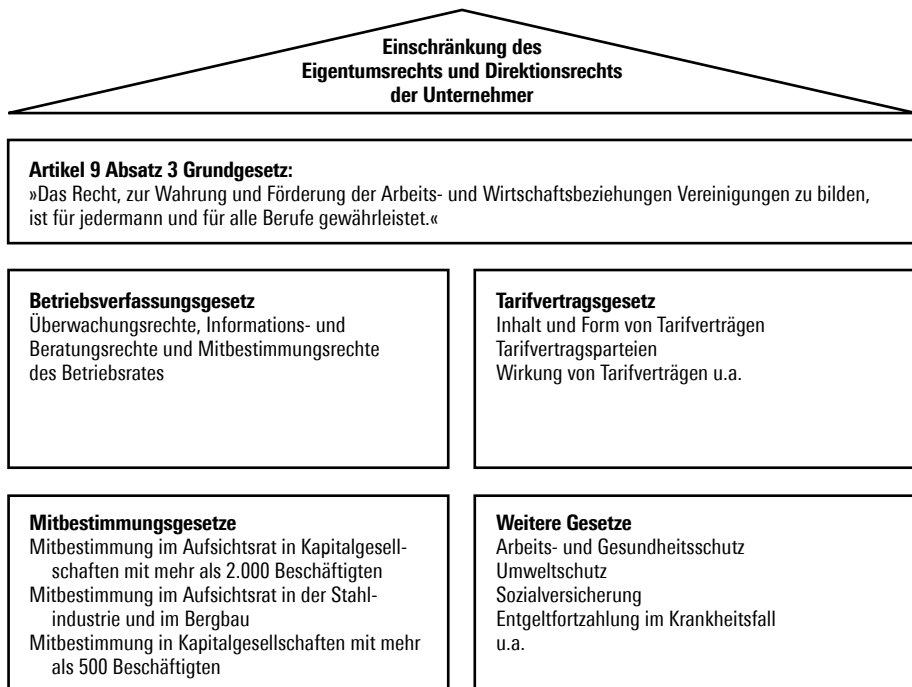 Einschränkung des
Eigentumsrechts und Direktionsrechts
der Unternehmer
Artikel 9 Absatz 3 Grundgesetz:
»Das Recht, zur Wahrung und Förderung der Arbeits- und Wirtschaftsbeziehungen Vereinigungen zu bilden,
ist für jedermann und für alle Berufe gewährleistet.«
Betriebsverfassungsgesetz
Überwachungsrechte, Informations- und
Beratungsrechte und Mitbestimmungsrechte
des Betriebsrates
Tarifvertragsgesetz
Inhalt und Form von Tarifverträgen
Tarifvertragsparteien
Wirkung von Tarifverträgen u.a.
Mitbestimmungsgesetze
Mitbestimmung im Aufsichtsrat in Kapitalgesell-
schaften mit mehr als 2.000 Beschäftigten
Mitbestimmung im Aufsichtsrat in der Stahl-
industrie und im Bergbau
Mitbestimmung in Kapitalgesellschaften mit mehr
als 500 Beschäftigten
Weitere Gesetze
Arbeits- und Gesundheitsschutz
Umweltschutz
Sozialversicherung
Entgeltfortzahlung im Krankheitsfall
u.a.